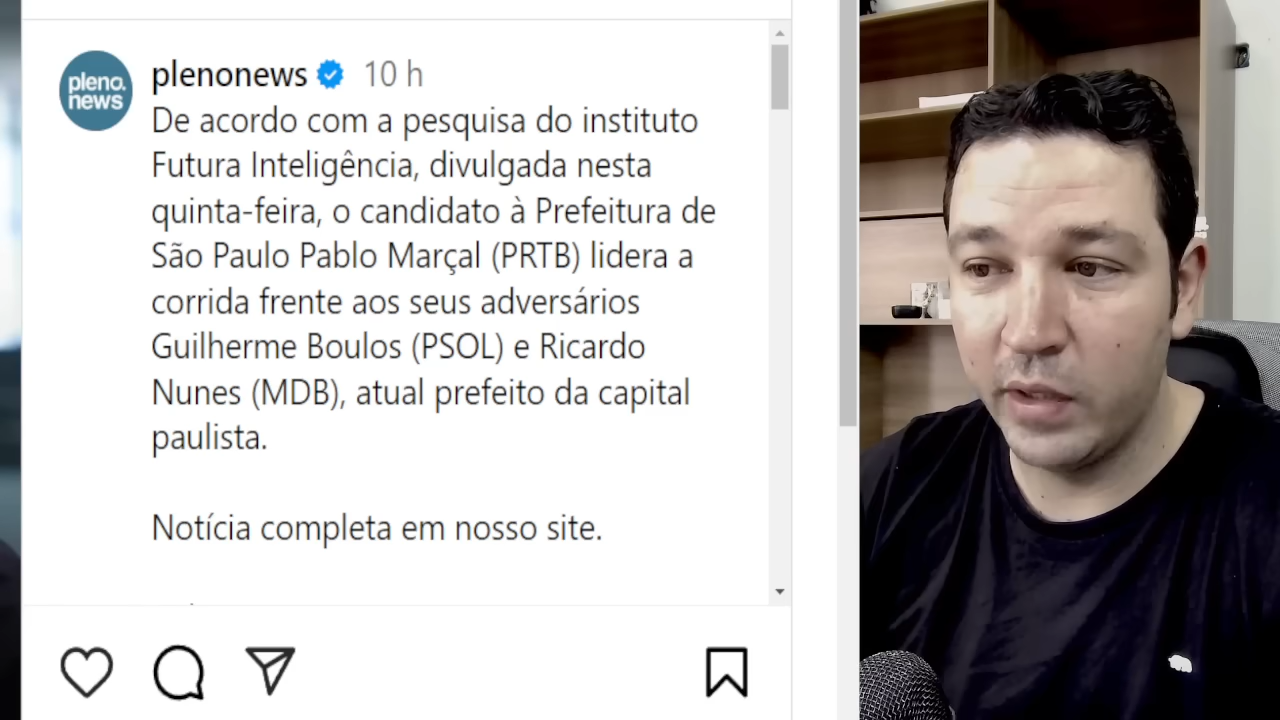 pleno.
news
plenonews 10 h
De acordo com a pesquisa do instituto
Futura Inteligência, divulgada nesta
quinta-feira, o candidato à Prefeitura de
São Paulo Pablo Marçal (PRTB) lidera a
corrida frente aos seus adversários
Guilherme Boulos (PSOL) e Ricardo
Nunes (MDB), atual prefeito da capital
paulista.
Notícia completa em nosso site.